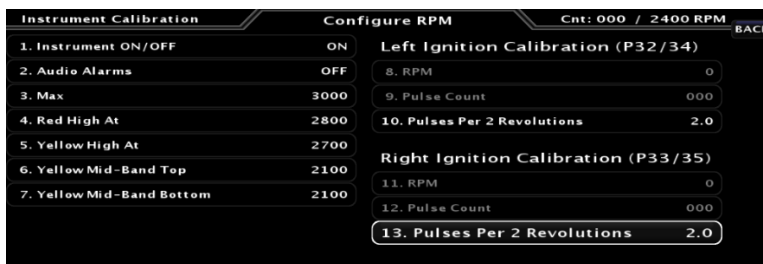 Instrument Calibration
Configure RPM
Cnt: 000 / 2400 RPM
1. Instrument ON/OFF ON
2. Audio Alarms OFF
3. Max 3000
4. Red High At 2800
5. Yellow High At 2700
6. Yellow Mid-Band Top 2100
7. Yellow Mid-Band Bottom 2100
Left Ignition Calibration (P32/34)
8. RPM 0
9. Pulse Count 000
10. Pulses Per 2 Revolutions 2.0
Right Ignition Calibration (P33/35)
11. RPM 0
12. Pulse Count 000
13. Pulses Per 2 Revolutions 2.0